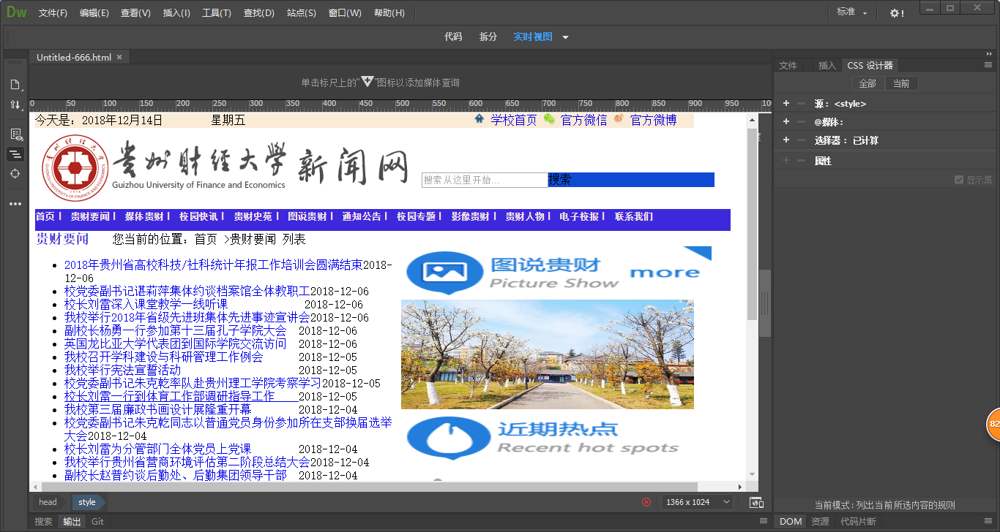 Dw 文件(F) 编辑(E) 查看(V) 插入(I) 工具(T) 查找(D) 站点(S) 窗口(W) 帮助(H) 标准 !
代码 拆分 实时视图
Untitled-666.html ×
单击标尺上的" "图标以添加媒体查询
0 50 100 150 200 250 300 350 400 450 500 550 600 650 700 750 800 850 900 950 100
今天是：2018年12月14日 星期五 学校首页 官方微信 官方微博
贵州财经大学 新闻网
Guizhou University of Finance and Economics
搜索从这里开始... 搜索
首页 | 贵财要闻 | 媒体贵财 | 校园快讯 | 贵财史苑 | 图说贵财 | 通知公告 | 校园专题 | 影像贵财 | 贵财人物 | 电子校报 | 联系我们
贵财要闻 您当前的位置：首页 >贵财要闻 列表
2018年贵州省高校科技/社科统计年报工作培训会圆满结束2018-
12-06
校党委副书记谌莉萍集体约谈档案馆全体教职工2018-12-06
校长刘雷深入课堂教学一线听课 2018-12-06
我校举行2018年省级先进班集体先进事迹宣讲会2018-12-06
副校长杨勇一行参加第十三届孔子学院大会 2018-12-06
英国龙比亚大学代表团到国际学院交流访问 2018-12-06
我校召开学科建设与科研管理工作例会 2018-12-05
我校举行宪法宣誓活动 2018-12-05
校党委副书记朱克乾率队赴贵州理工学院考察学习2018-12-05
校长刘雷一行到体育工作部调研指导工作 2018-12-05
我校第三届廉政书画设计展隆重开幕 2018-12-04
校党委副书记朱克乾同志以普通党员身份参加所在支部换届选举
大会2018-12-04
校长刘雷为分管部门全体党员上党课 2018-12-04
我校举行贵州省营商环境评估第二阶段总结大会2018-12-04
副校长赵普约谈后勤处、后勤集团领导干部 2018-12-04
图说贵财
Picture Show
more
近期热点
Recent hot spots
文件 插入 CSS 设计器
全部 当前
源：<style>
@媒体:
选择器： 已计算
属性
显示集
82
当前模式：列出当前所选内容的规则
head style 1366 x 1024
搜索 输出 Git
DOM 资源 代码片断